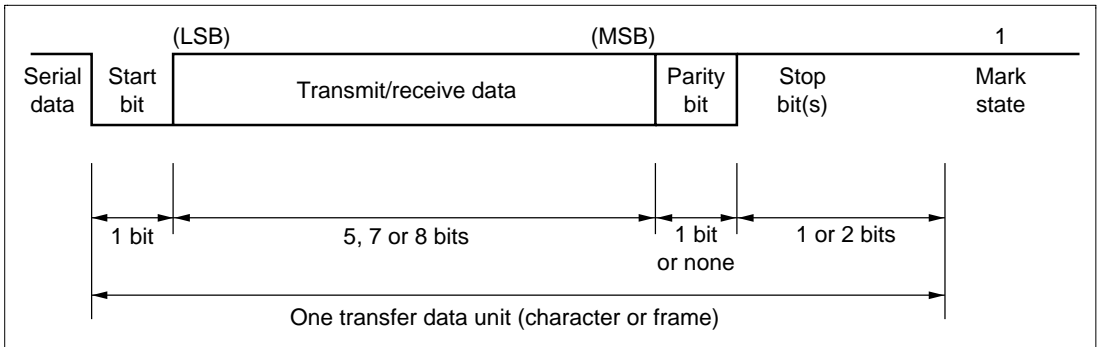 (LSB) (MSB) 1
Serial Start Transmit/receive data Parity Stop Mark
data bit bit bit(s) state
1 bit 5, 7 or 8 bits 1 bit 1 or 2 bits
or none
One transfer data unit (character or frame)